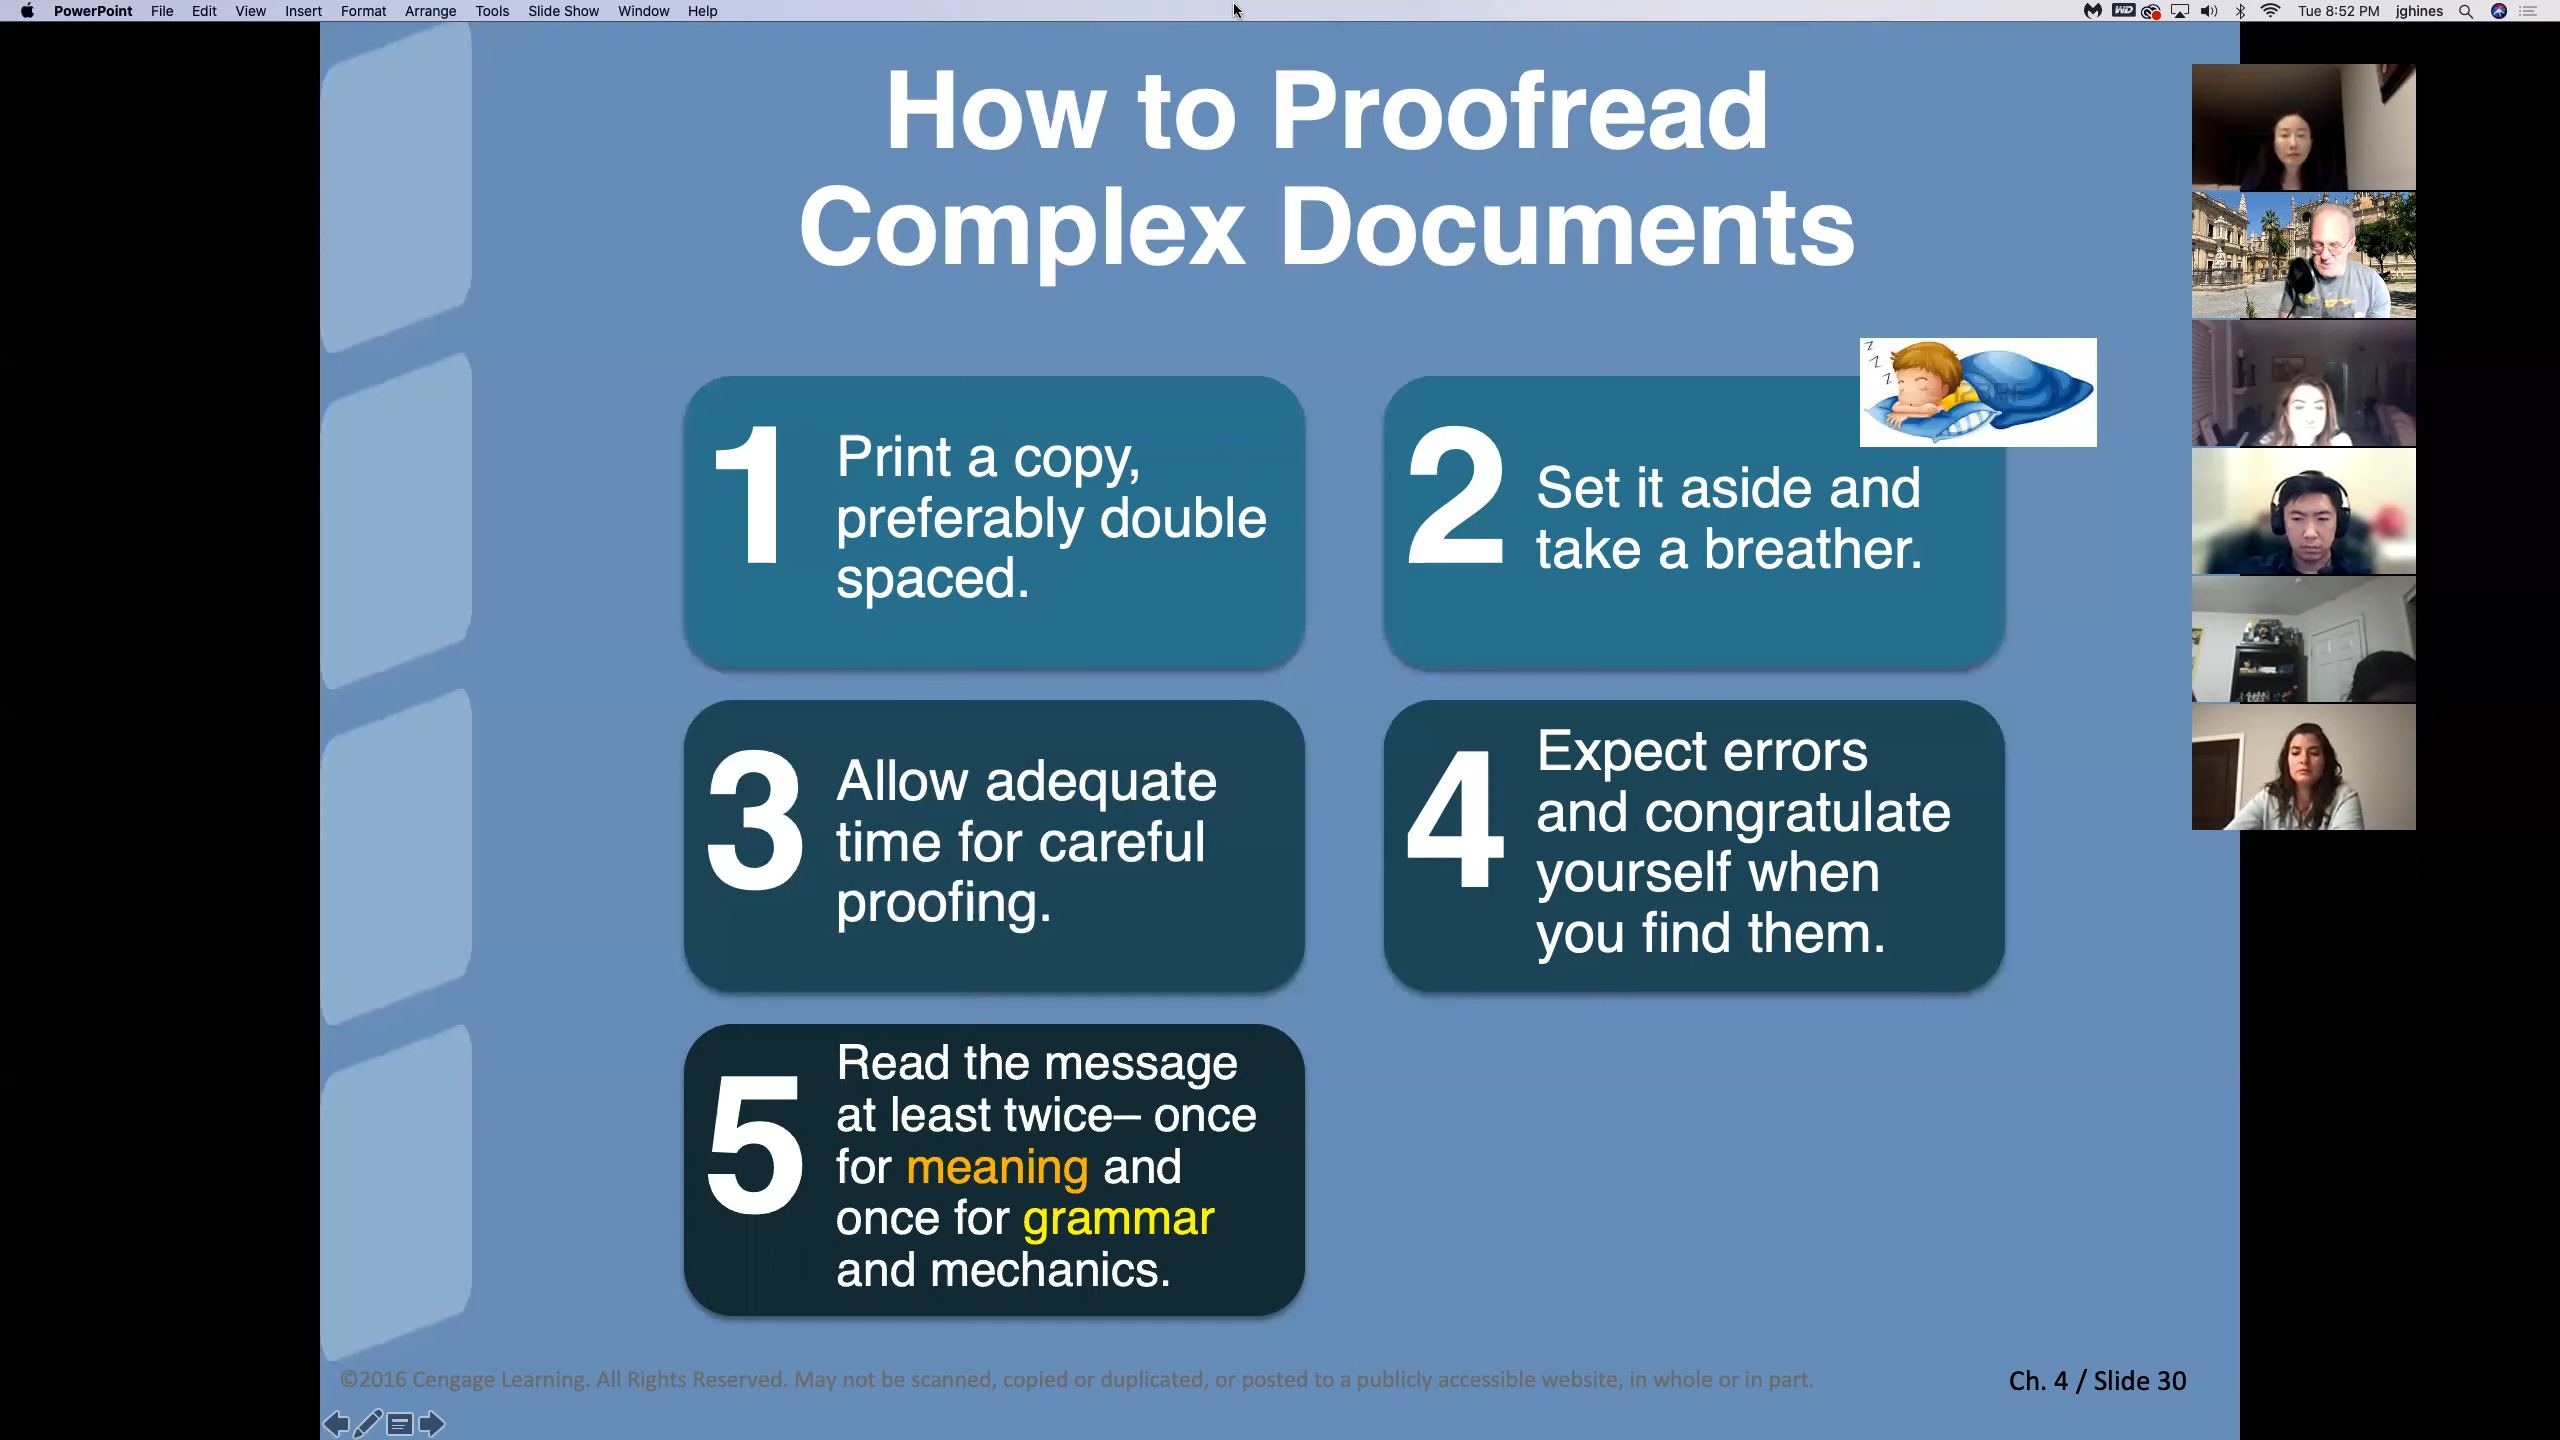 PowerPoint File Edit View Insert Format Arrange Tools Slide Show Window Help
WD Tue 8:52 PM jghines
How to Proofread
Complex Documents
1
Print a copy,
preferably double
spaced.
2
Set it aside and
take a breather.
z
z
z
3
Allow adequate
time for careful
proofing.
4
Expect errors
and congratulate
yourself when
you find them.
5
Read the message
at least twice– once
for meaning and
once for grammar
and mechanics.
©2016 Cengage Learning. All Rights Reserved. May not be scanned, copied or duplicated, or posted to a publicly accessible website, in whole or in part.
Ch. 4 / Slide 30